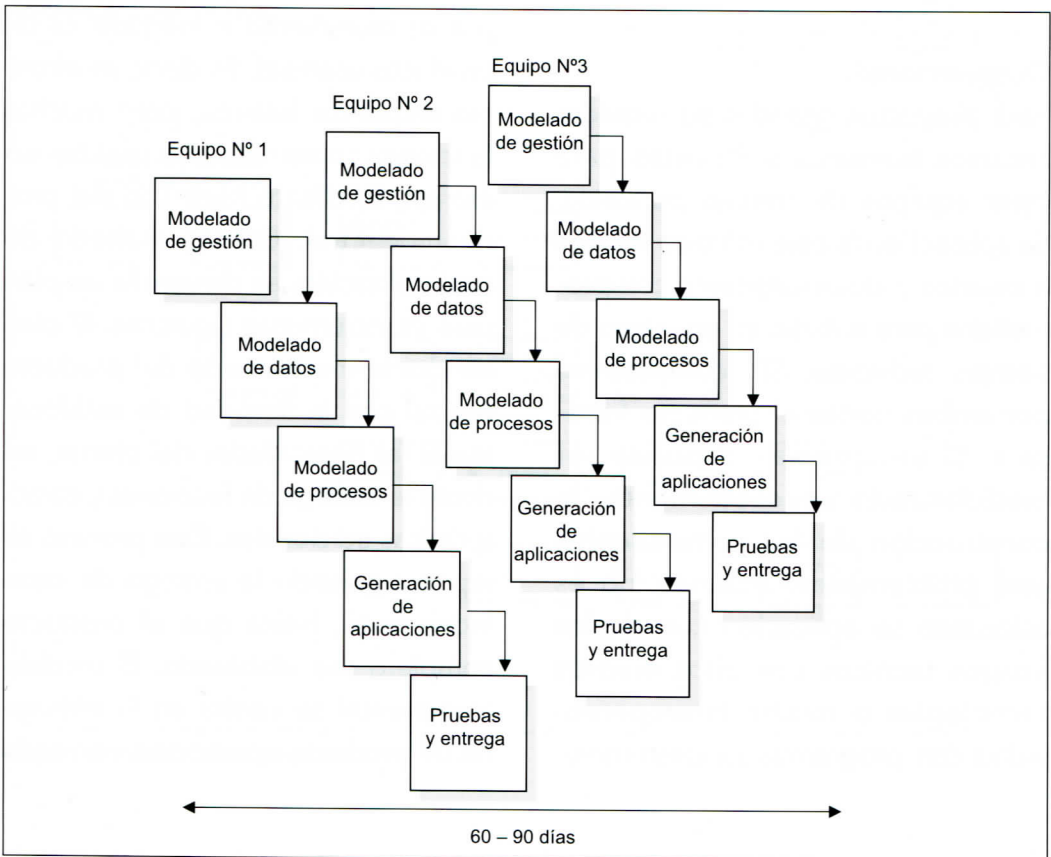 Equipo Nº 1
Modelado
de gestión
Modelado
de datos
Modelado
de procesos
Generación
de
aplicaciones
Pruebas
y entrega
Equipo Nº 2
Modelado
de gestión
Modelado
de datos
Modelado
de procesos
Generación
de
aplicaciones
Pruebas
y entrega
Equipo Nº3
Modelado
de gestión
Modelado
de datos
Modelado
de procesos
Generación
de
aplicaciones
Pruebas
y entrega
60 – 90 días